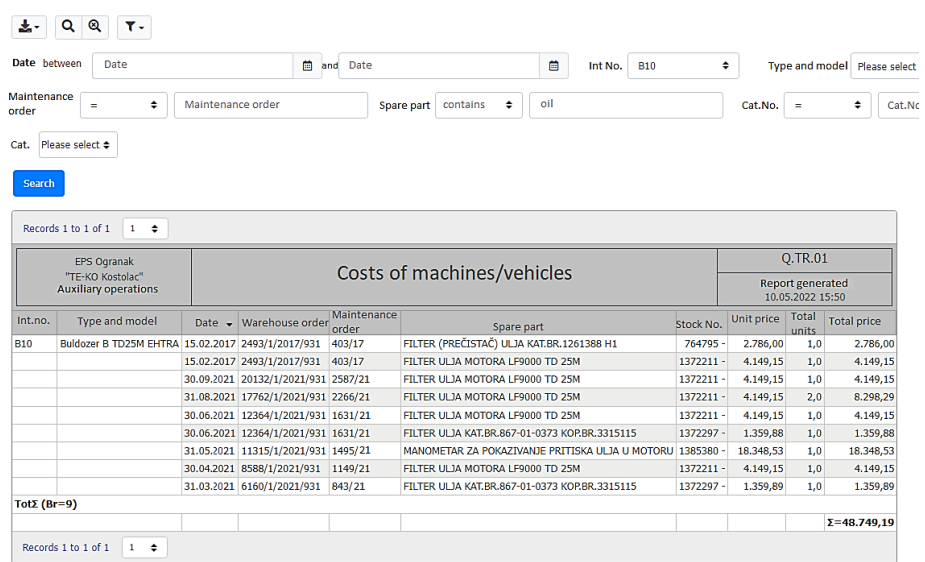 Date between Date and Date Int No. B10 Type and model Please select
Maintenance order = Maintenance order Spare part contains oil Cat.No. = Cat.No
Cat. Please select
Search
Records 1 to 1 of 1 1
EPS Ogranak
"TE-KO Kostolac"
Auxiliary operations
Costs of machines/vehicles
Q.TR.01
Report generated
10.05.2022 15:50
Int.no. Type and model Date Warehouse order Maintenance order Spare part Stock No. Unit price Total units Total price
B10 Buldozer B TD25M EHTRA 15.02.2017 2493/1/2017/931 403/17 FILTER (PREČISTAČ) ULJA KAT.BR.1261388 H1 764795 - 2.786,00 1,0 2.786,00
15.02.2017 2493/1/2017/931 403/17 FILTER ULJA MOTORA LF9000 TD 25M 1372211 - 4.149,15 1,0 4.149,15
30.09.2021 20132/1/2021/931 2587/21 FILTER ULJA MOTORA LF9000 TD 25M 1372211 - 4.149,15 1,0 4.149,15
31.08.2021 17762/1/2021/931 2266/21 FILTER ULJA MOTORA LF9000 TD 25M 1372211 - 4.149,15 2,0 8.298,29
30.06.2021 12364/1/2021/931 1631/21 FILTER ULJA MOTORA LF9000 TD 25M 1372211 - 4.149,15 1,0 4.149,15
30.06.2021 12364/1/2021/931 1631/21 FILTER ULJA KAT.BR.867-01-0373 KOP.BR.3315115 1372297 - 1.359,88 1,0 1.359,88
31.05.2021 11315/1/2021/931 1495/21 MANOMETAR ZA POKAZIVANJE PRITISKA ULJA U MOTORU 1385380 - 18.348,53 1,0 18.348,53
30.04.2021 8588/1/2021/931 1149/21 FILTER ULJA MOTORA LF9000 TD 25M 1372211 - 4.149,15 1,0 4.149,15
31.03.2021 6160/1/2021/931 843/21 FILTER ULJA KAT.BR.867-01-0373 KOP.BR.3315115 1372297 - 1.359,89 1,0 1.359,89
TotΣ (Br=9)
Σ=48.749,19
Records 1 to 1 of 1 1